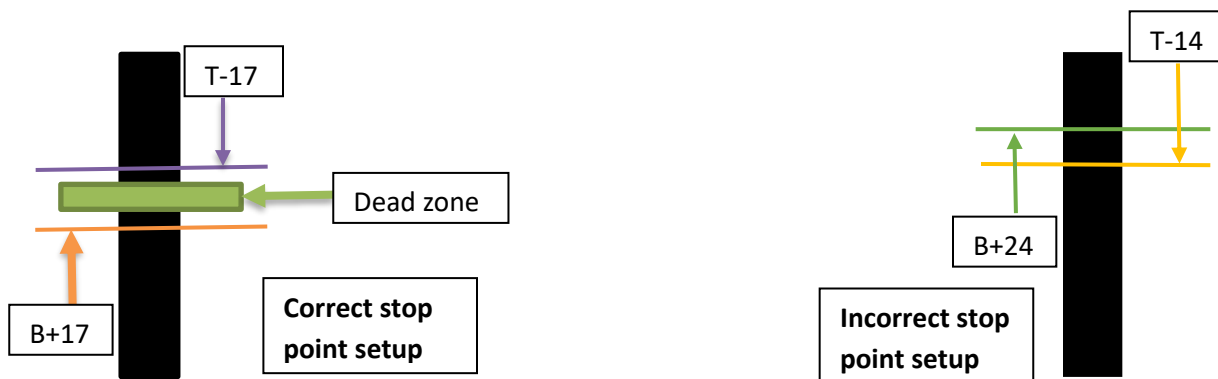 T-17
Dead zone
B+17
Correct stop
point setup
T-14
B+24
Incorrect stop
point setup